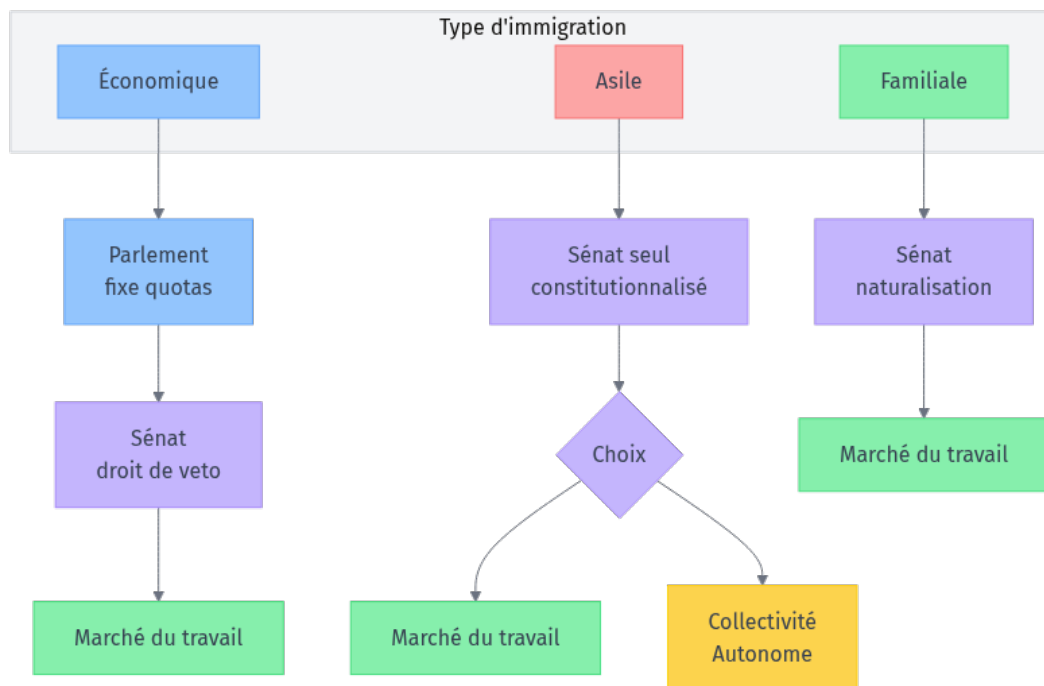 Type d'immigration
Économique
Asile
Familiale
Parlement
fixe quotas
Sénat seul
constitutionnalisé
Sénat
naturalisation
Sénat
droit de veto
Choix
Marché du travail
Marché du travail
Marché du travail
Collectivité
Autonome